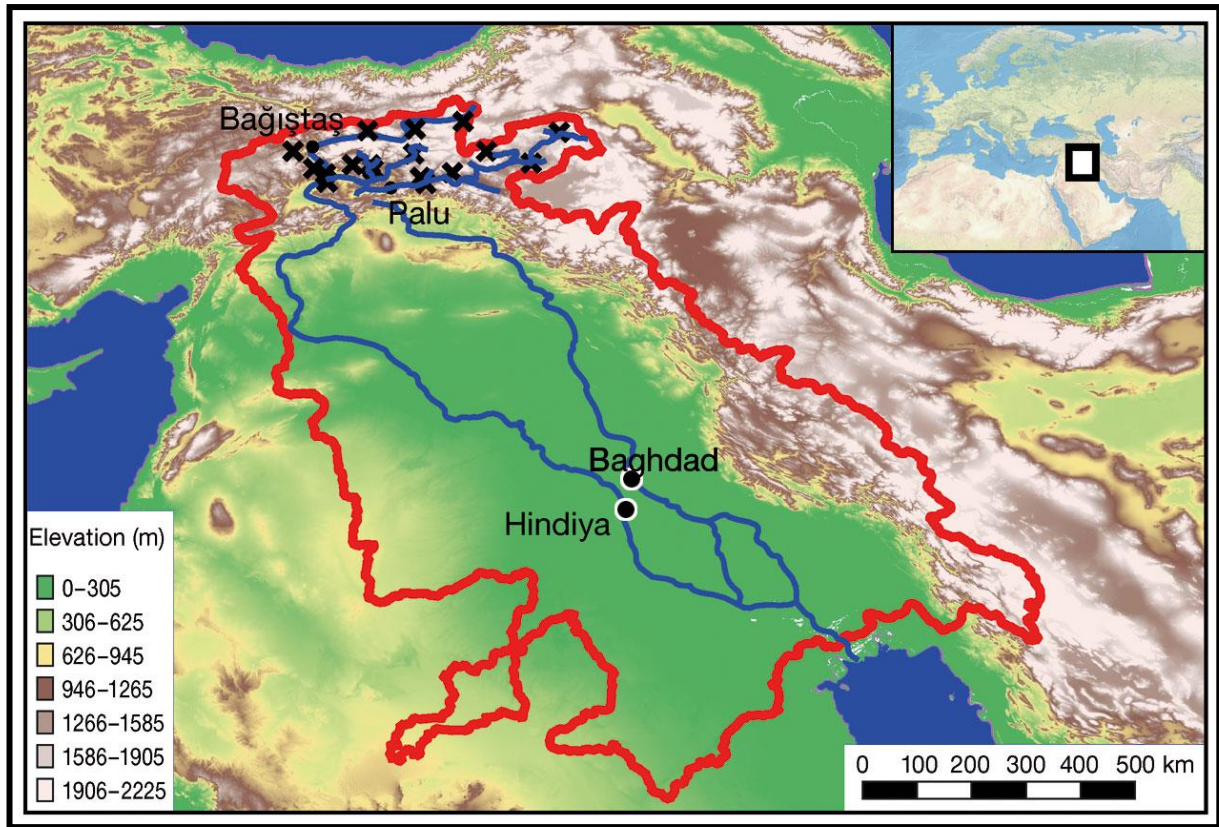 Bağıştaş
Palu
Baghdad
Hindiya
Elevation (m)
0–305
306–625
626–945
946–1265
1266–1585
1586–1905
1906–2225
0 100 200 300 400 500 km